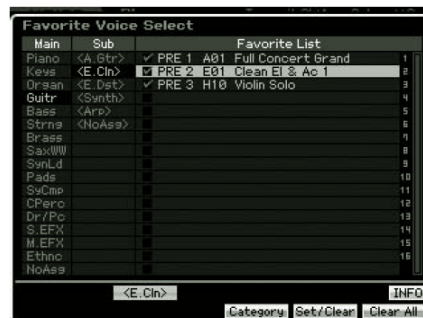 Favorite Voice Select
Main Sub Favorite List
Piano <A.Gtr> ✓ PRE 1 A01 Full Concert Grand 1
Keys <E.Cln> ✓ PRE 2 E01 Clean El & Ac 1 2
Organ <E.Dst> ✓ PRE 3 H10 Violin Solo 3
Guitr <Synth> 4
Bass <Arp> 5
Strng <NoAsg> 6
Brass 7
SaxWW 8
SynLd 9
Pads 10
SyCmp 11
CPerc 12
Dr/Pc 13
S.EFX 14
M.EFX 15
Ethnc 16
NoAsg
<E.Cln> INFO
Category Set/Clear Clear All